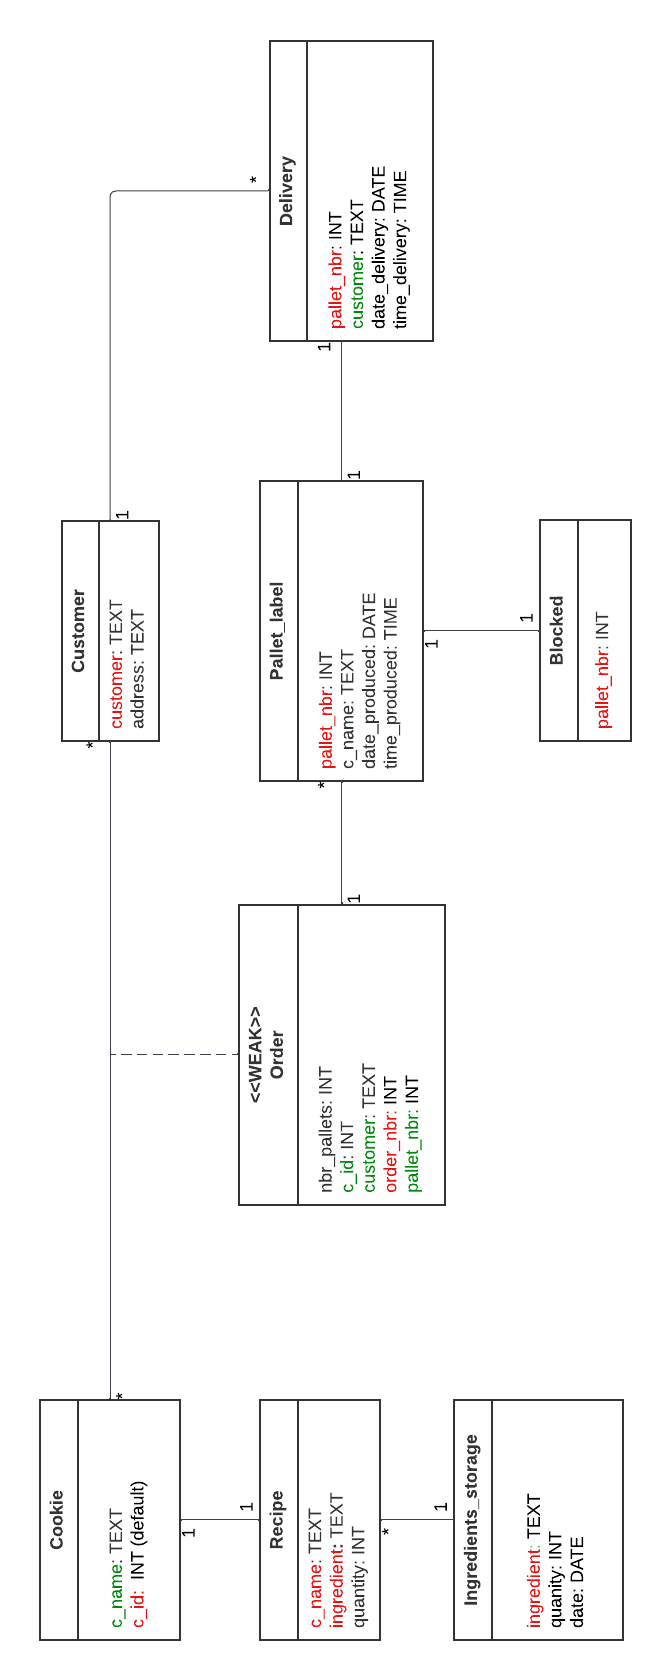 Cookie
c_name: TEXT
c_id: INT (default)
*
1
Customer
customer: TEXT
address: TEXT
*
1
1
Recipe
c_name: TEXT
ingredient: TEXT
quantity: INT
*
1
Ingredients_storage
ingredient: TEXT
quanity: INT
date: DATE
<<WEAK>>
Order
nbr_pallets: INT
c_id: INT
customer: TEXT
order_nbr: INT
pallet_nbr: INT
1
*
Pallet_label
pallet_nbr: INT
c_name: TEXT
date_produced: DATE
time_produced: TIME
1
1
Blocked
pallet_nbr: INT
1
1
*
Delivery
pallet_nbr: INT
customer: TEXT
date_delivery: DATE
time_delivery: TIME